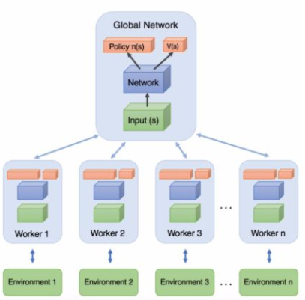 Global Network
Policy π(s) V(s)
Network
Input (s)
Worker 1 Worker 2 Worker 3 ... Worker n
Environment 1 Environment 2 Environment 3 ... Environment n